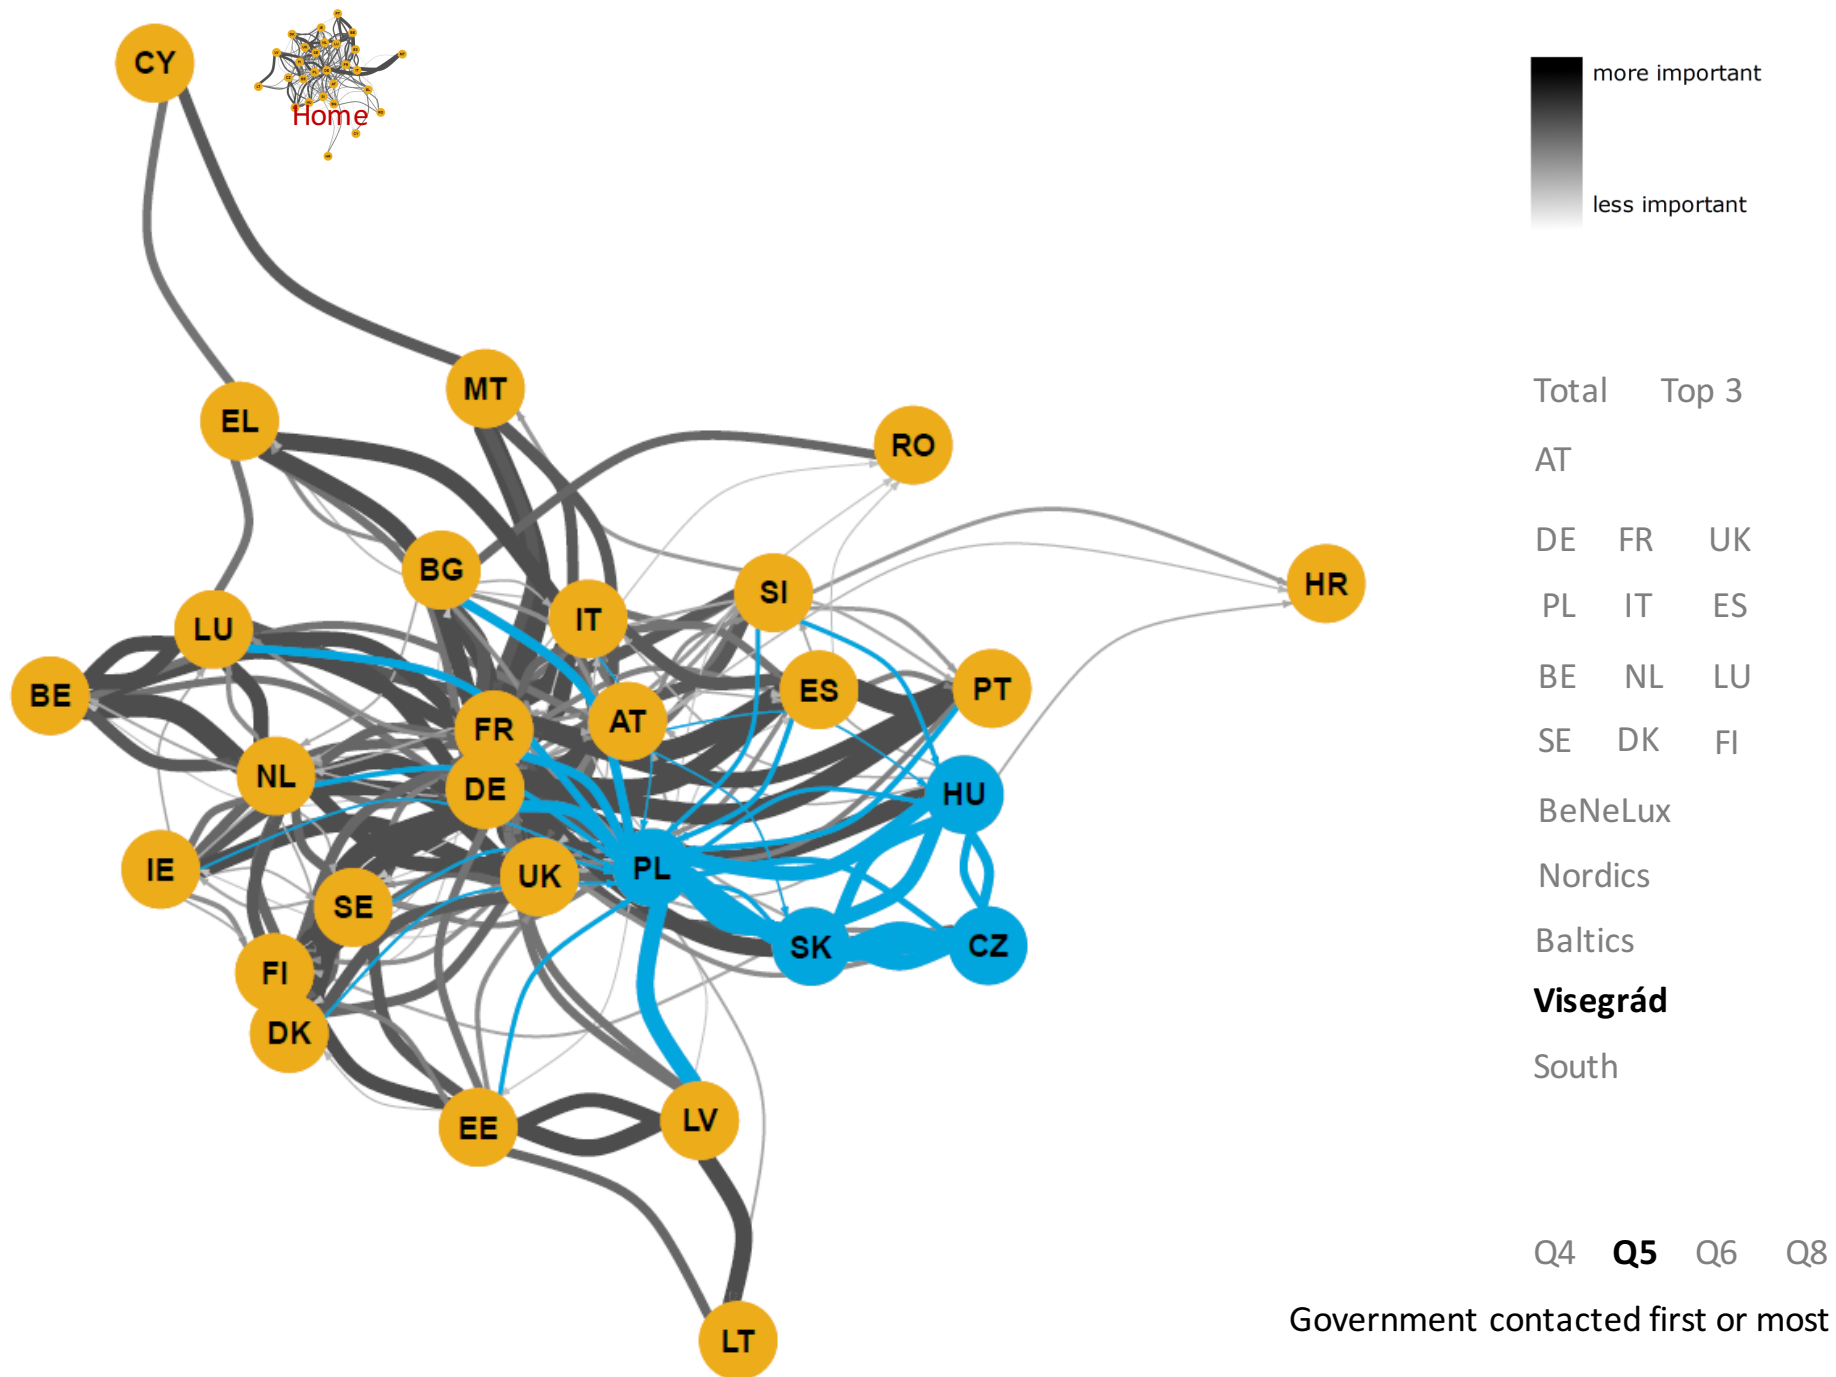 CY
Home
more important
less important
MT
EL
RO
Total Top 3
AT
BG
SI
IT
HR
LU
DE FR UK
PL IT ES
BE
ES
PT
FR
AT
BE NL LU
NL
DE
HU
SE DK FI
IE
UK
PL
BeNeLux
SE
SK
CZ
Nordics
FI
DK
Baltics
Visegrád
South
EE
LV
LT
Q4 Q5 Q6 Q8
Government contacted first or most